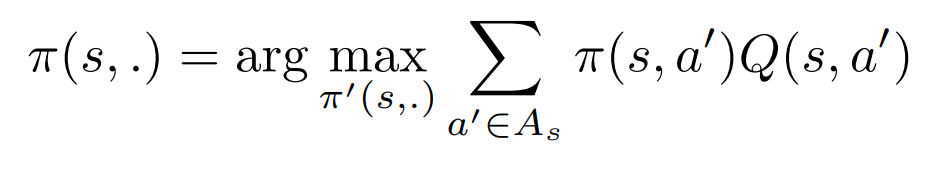 π(s, .) = arg max_{π′(s,.)} ∑_{a′∈A_s} π(s, a′)Q(s, a′)